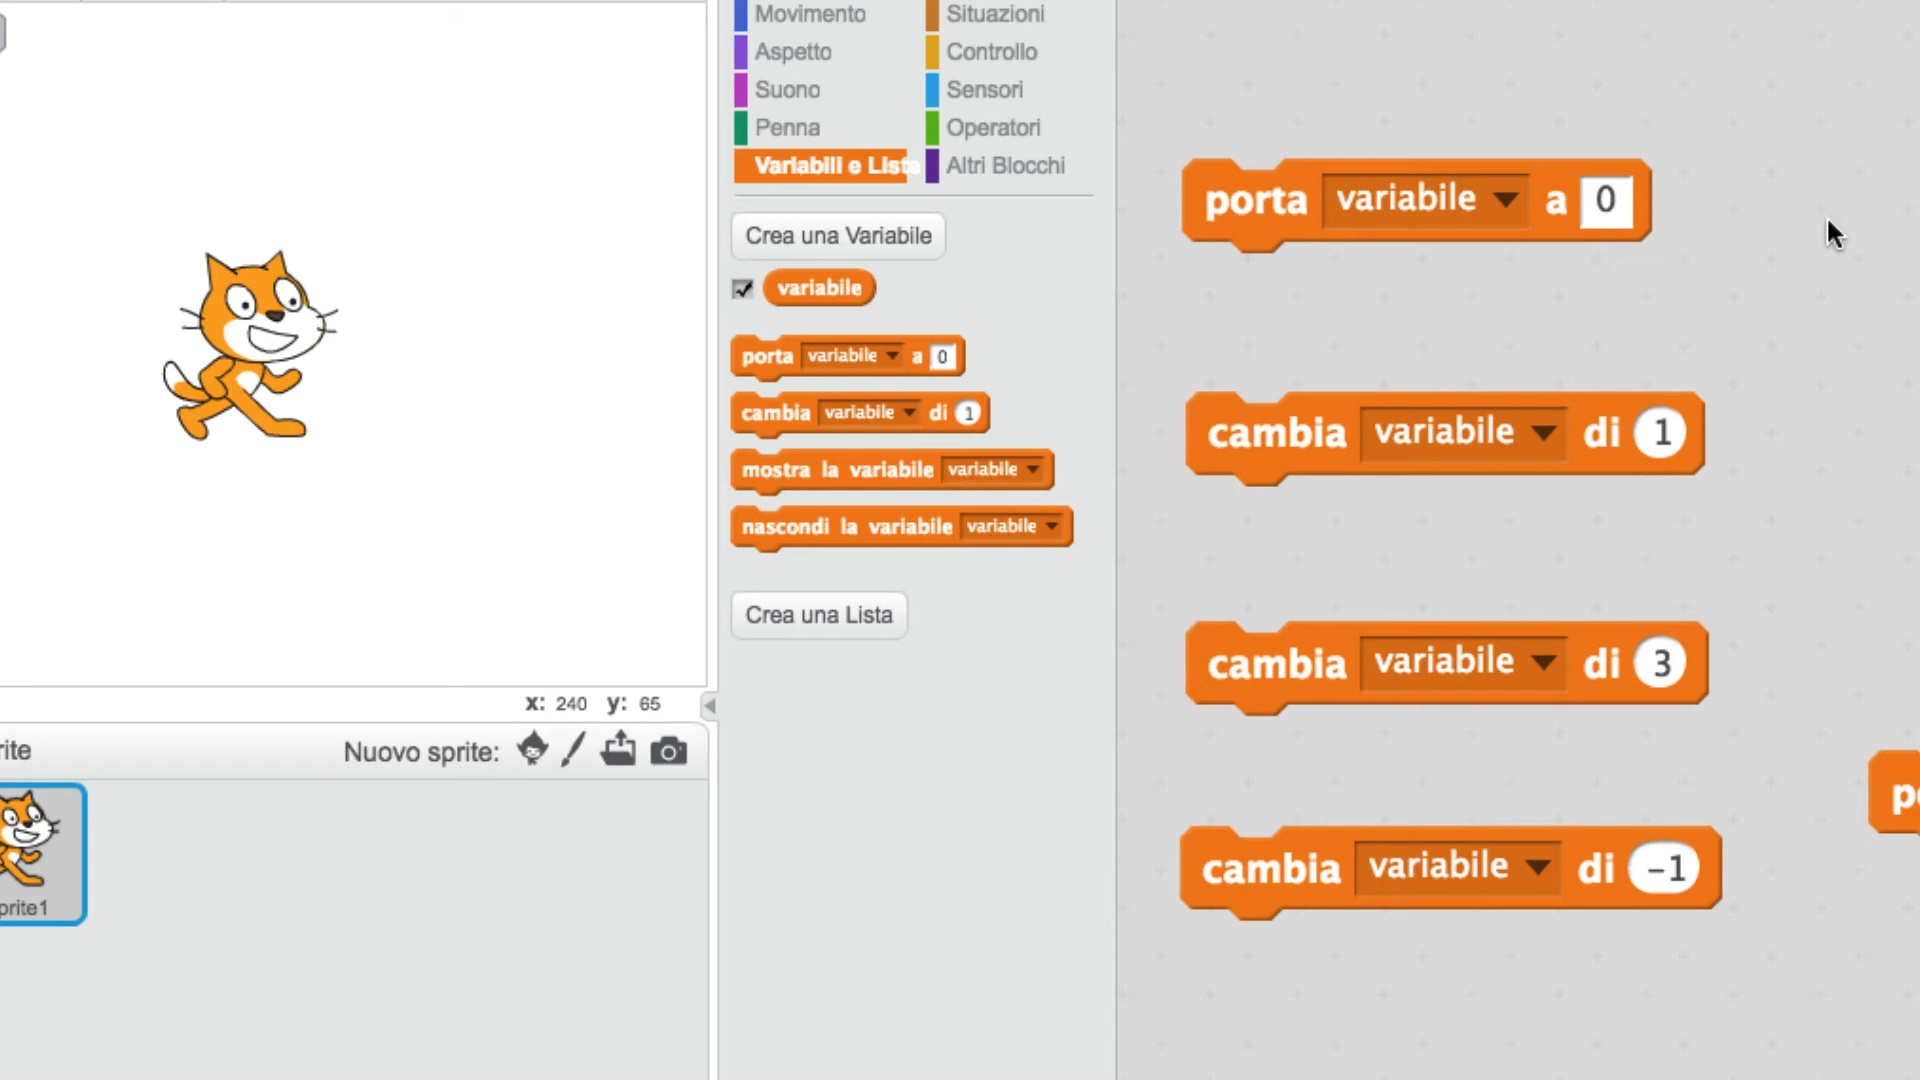 Movimento
Situazioni
Aspetto
Controllo
Suono
Sensori
Penna
Operatori
Variabili e Liste
Altri Blocchi
Crea una Variabile
variabile
porta variabile a 0
cambia variabile di 1
mostra la variabile variabile
nascondi la variabile variabile
Crea una Lista
x: 240 y: 65
Nuovo sprite:
porta variabile a 0
cambia variabile di 1
cambia variabile di 3
cambia variabile di -1